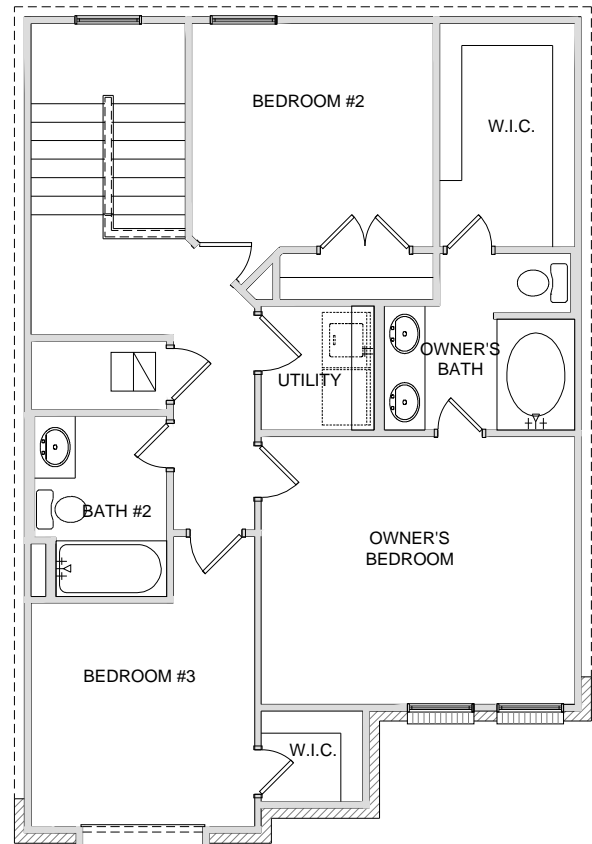 BEDROOM #2
W.I.C.
OWNER'S
BATH
UTILITY
BATH #2
OWNER'S
BEDROOM
BEDROOM #3
W.I.C.